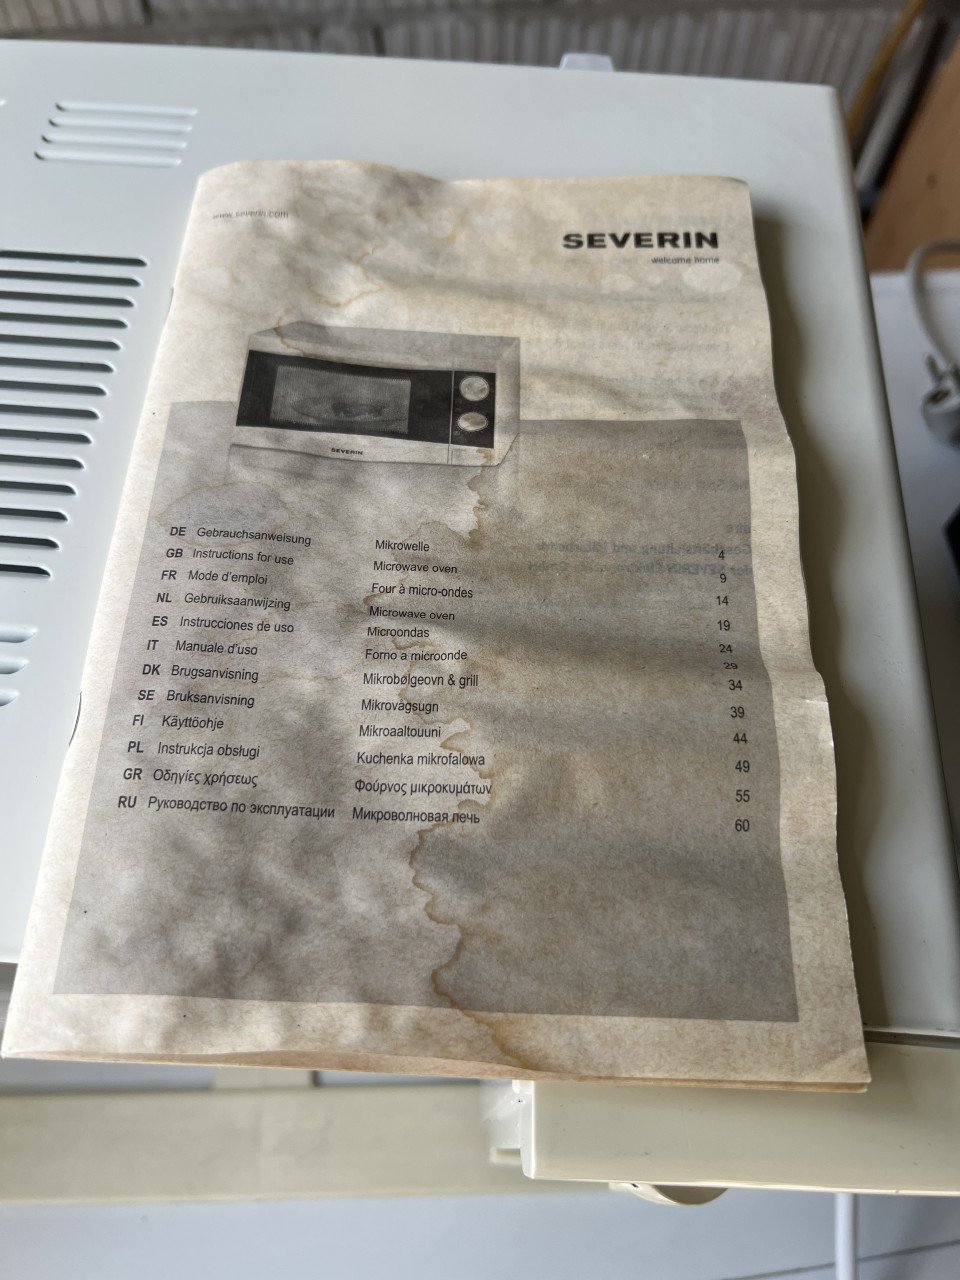 www.severin.com
SEVERIN
welcome home
SEVERIN
DE Gebrauchsanweisung Mikrowelle 4
GB Instructions for use Microwave oven 9
FR Mode d'emploi Four à micro-ondes 14
NL Gebruiksaanwijzing Microwave oven 19
ES Instrucciones de uso Microondas 24
IT Manuale d'uso Forno a microonde 29
DK Brugsanvisning Mikrobølgeovn & grill 34
SE Bruksanvisning Mikrovågsugn 39
FI Käyttöohje Mikroaaltouuni 44
PL Instrukcja obsługi Kuchenka mikrofalowa 49
GR Οδηγίες χρήσεως Φούρνος μικροκυμάτων 55
RU Руководство по эксплуатации Микроволновая печь 60